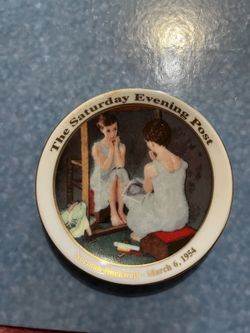 The Saturday Evening Post
Norman Rockwell - March 6, 1954